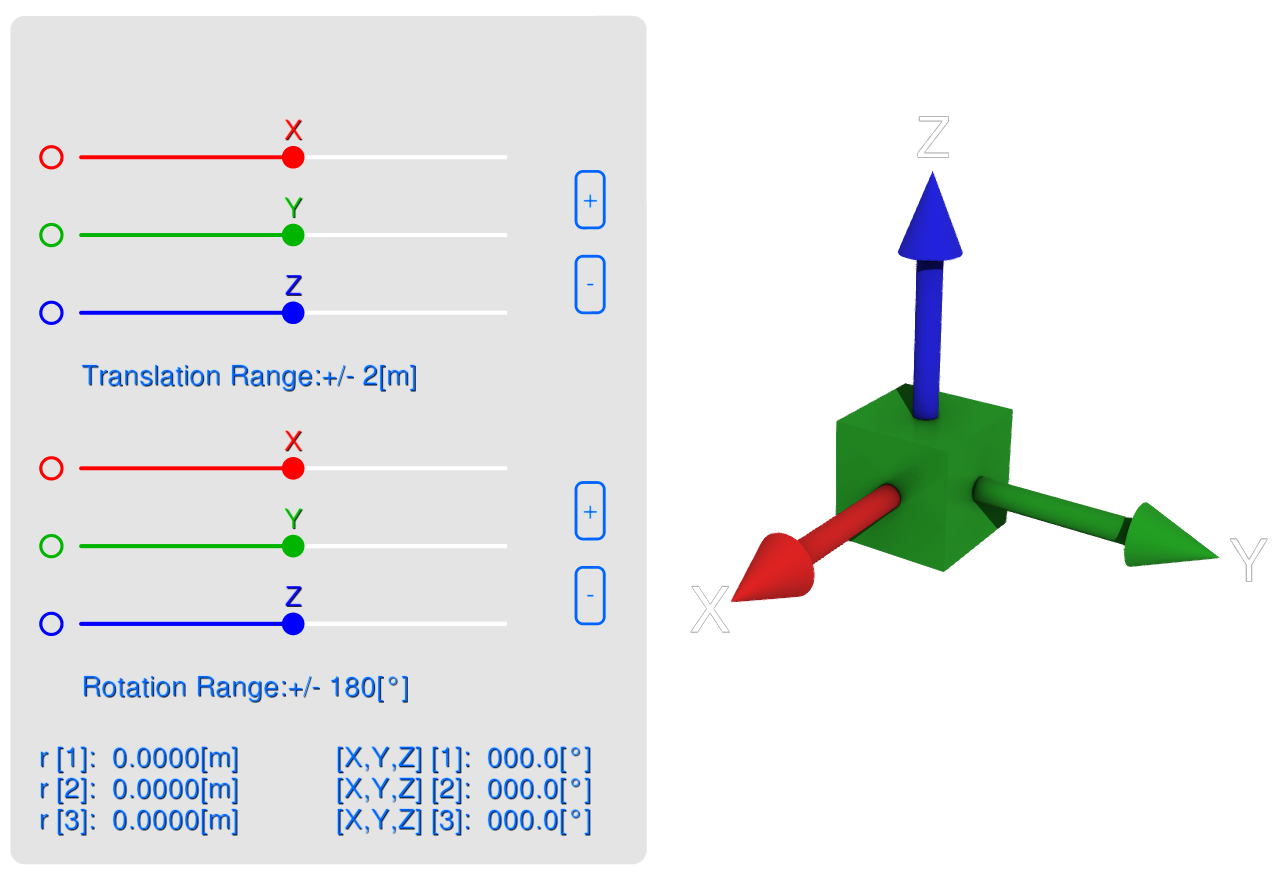 X
Y
+
Z
-
Translation Range:+/- 2[m]
X
Y
+
Z
-
Rotation Range:+/- 180[°]
r [1]: 0.0000[m] [X,Y,Z] [1]: 000.0[°]
r [2]: 0.0000[m] [X,Y,Z] [2]: 000.0[°]
r [3]: 0.0000[m] [X,Y,Z] [3]: 000.0[°]
Z
Y
X